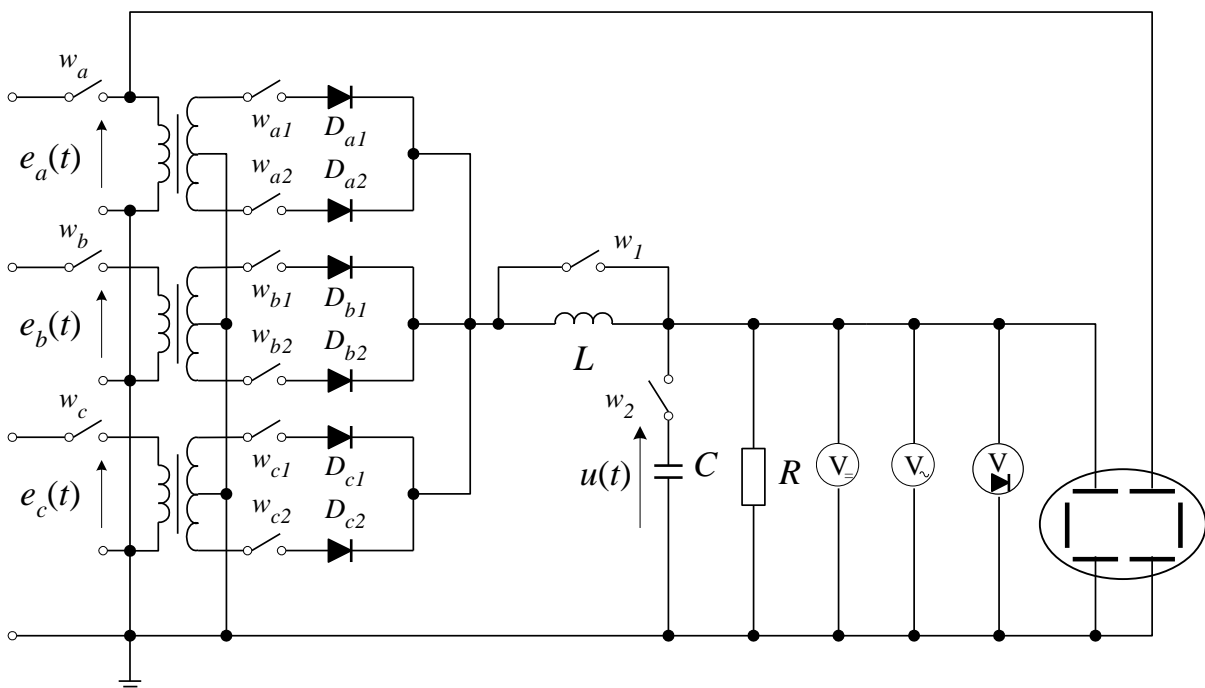 w_a
e_a(t)
w_a1
D_a1
w_a2
D_a2
w_b
e_b(t)
w_b1
D_b1
w_b2
D_b2
w_c
e_c(t)
w_c1
D_c1
w_c2
D_c2
w_1
L
w_2
u(t)
C
R
V=
V~
V